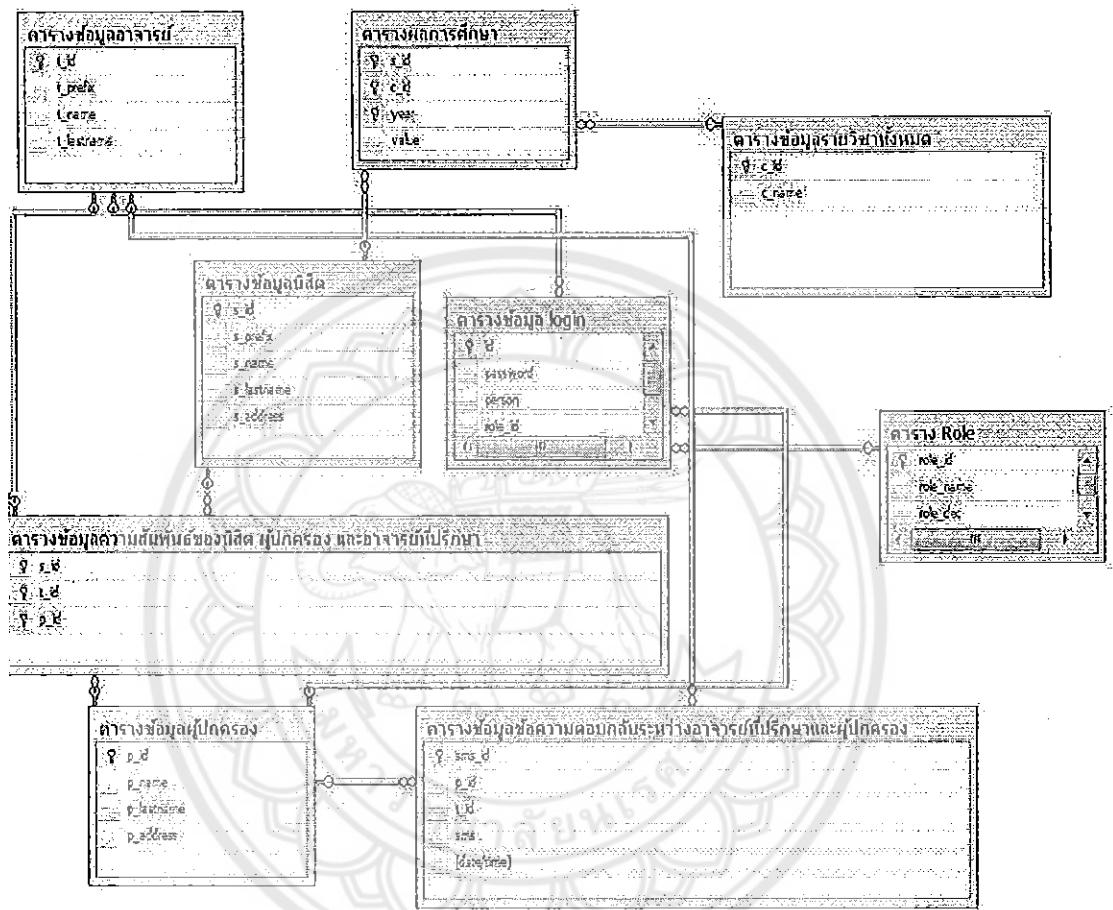 ตารางข้อมูลอาจารย์
t_id
t_prefix
t_name
t_lastname
ตารางผลการศึกษา
s_id
c_id
year
value
ตารางข้อมูลรายวิชาทั้งหมด
c_id
c_name
ตารางข้อมูลนิสิต
s_id
s_prefix
s_name
s_lastname
s_address
ตารางข้อมูล login
id
password
person
role_id
ตาราง Role
role_id
role_name
role_dec
ตารางข้อมูลความสัมพันธ์ของนิสิต ผู้ปกครอง และอาจารย์ที่ปรึกษา
s_id
t_id
p_id
ตารางข้อมูลผู้ปกครอง
p_id
p_name
p_lastname
p_address
ตารางข้อมูลข้อความตอบกลับระหว่างอาจารย์ที่ปรึกษาและผู้ปกครอง
sms_id
p_id
t_id
sms
[date/time]